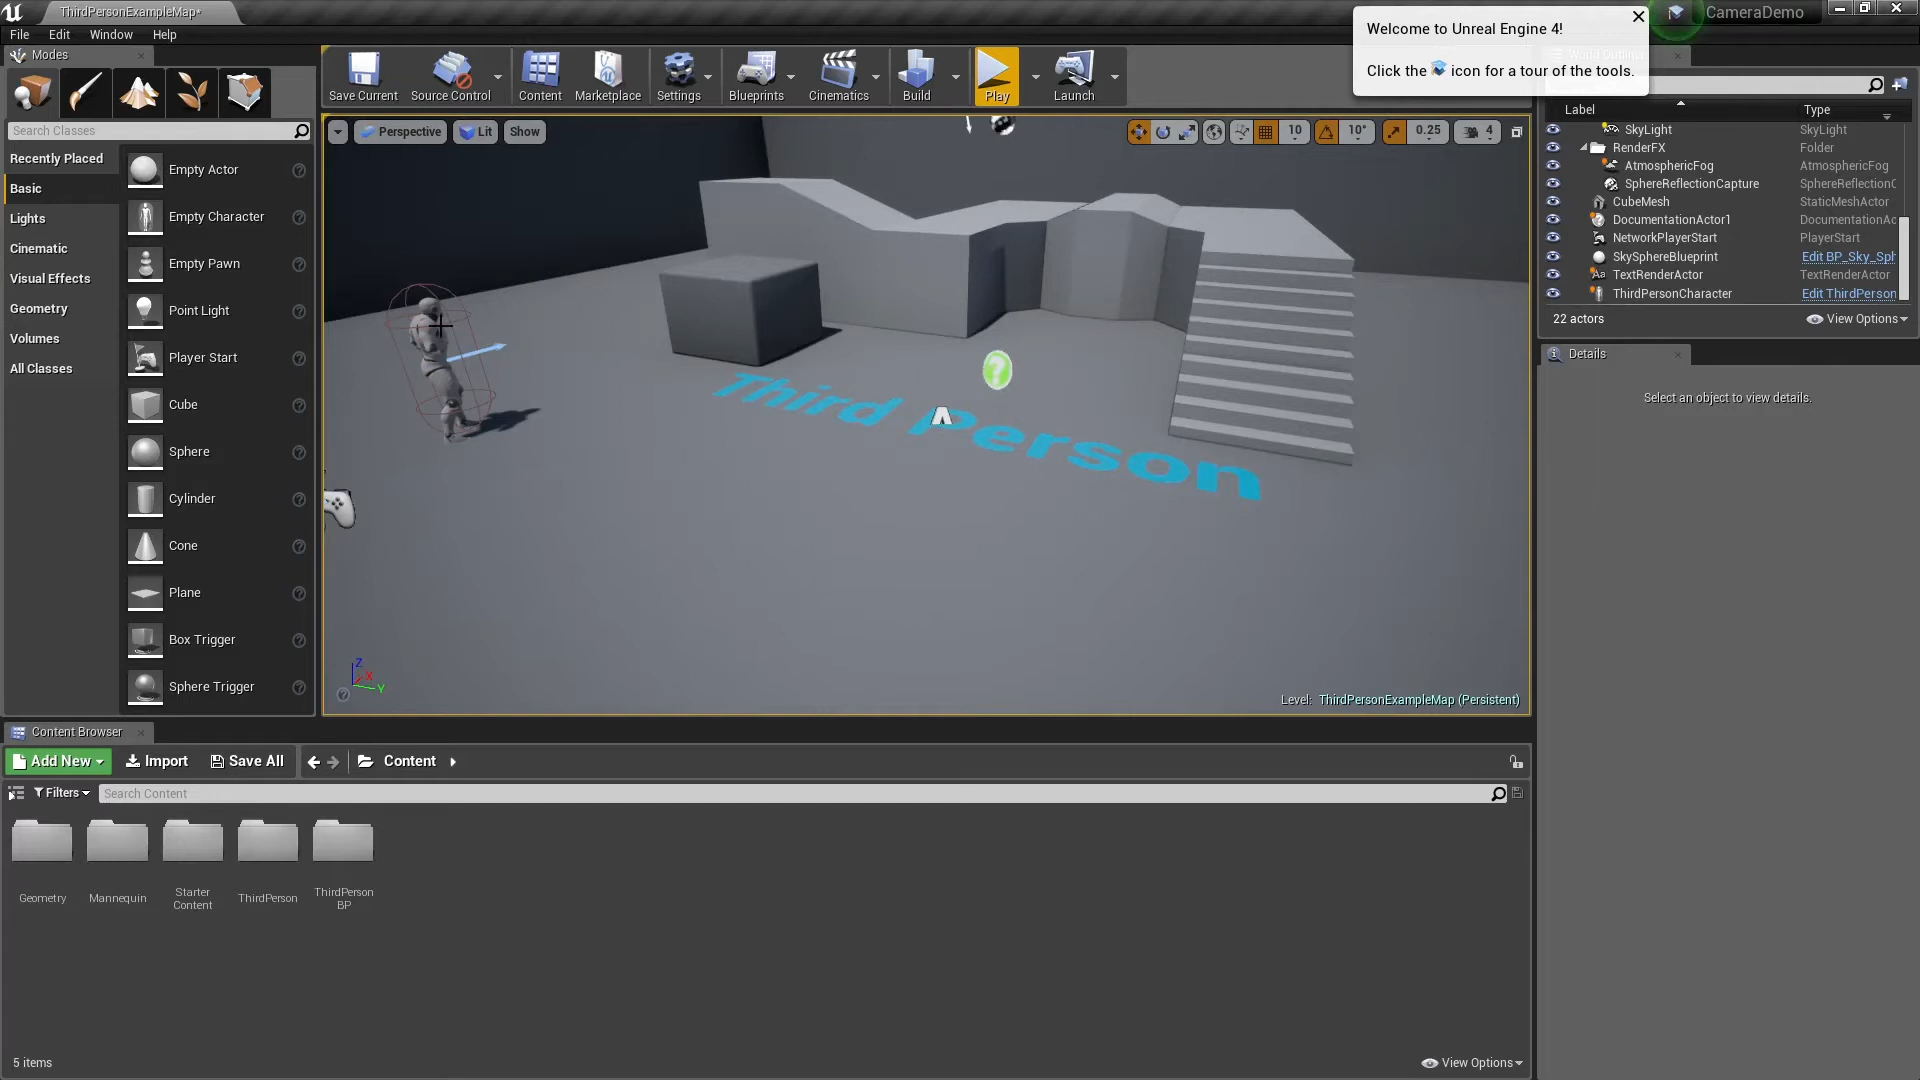 ThirdPersonExampleMap*
CameraDemo
File Edit Window Help
Welcome to Unreal Engine 4!
Click the icon for a tour of the tools.
Modes
Save Current
Source Control
Content
Marketplace
Settings
Blueprints
Cinematics
Build
Play
Launch
Search Classes
Recently Placed
Basic
Lights
Cinematic
Visual Effects
Geometry
Volumes
All Classes
Empty Actor
Empty Character
Empty Pawn
Point Light
Player Start
Cube
Sphere
Cylinder
Cone
Plane
Box Trigger
Sphere Trigger
Perspective
Lit
Show
10
10°
0.25
4
Third Person
Z
X
Y
Level: ThirdPersonExampleMap (Persistent)
World Outliner
Label Type
SkyLight SkyLight
RenderFX Folder
AtmosphericFog AtmosphericFog
SphereReflectionCapture SphereReflectionC
CubeMesh StaticMeshActor
DocumentationActor1 DocumentationAc
NetworkPlayerStart PlayerStart
SkySphereBlueprint Edit BP_Sky_Sph
TextRenderActor TextRenderActor
ThirdPersonCharacter Edit ThirdPerson
22 actors
View Options
Details
Select an object to view details.
Content Browser
Add New
Import
Save All
Content
Filters
Search Content
Geometry
Mannequin
Starter
Content
ThirdPerson
ThirdPerson
BP
5 items
View Options